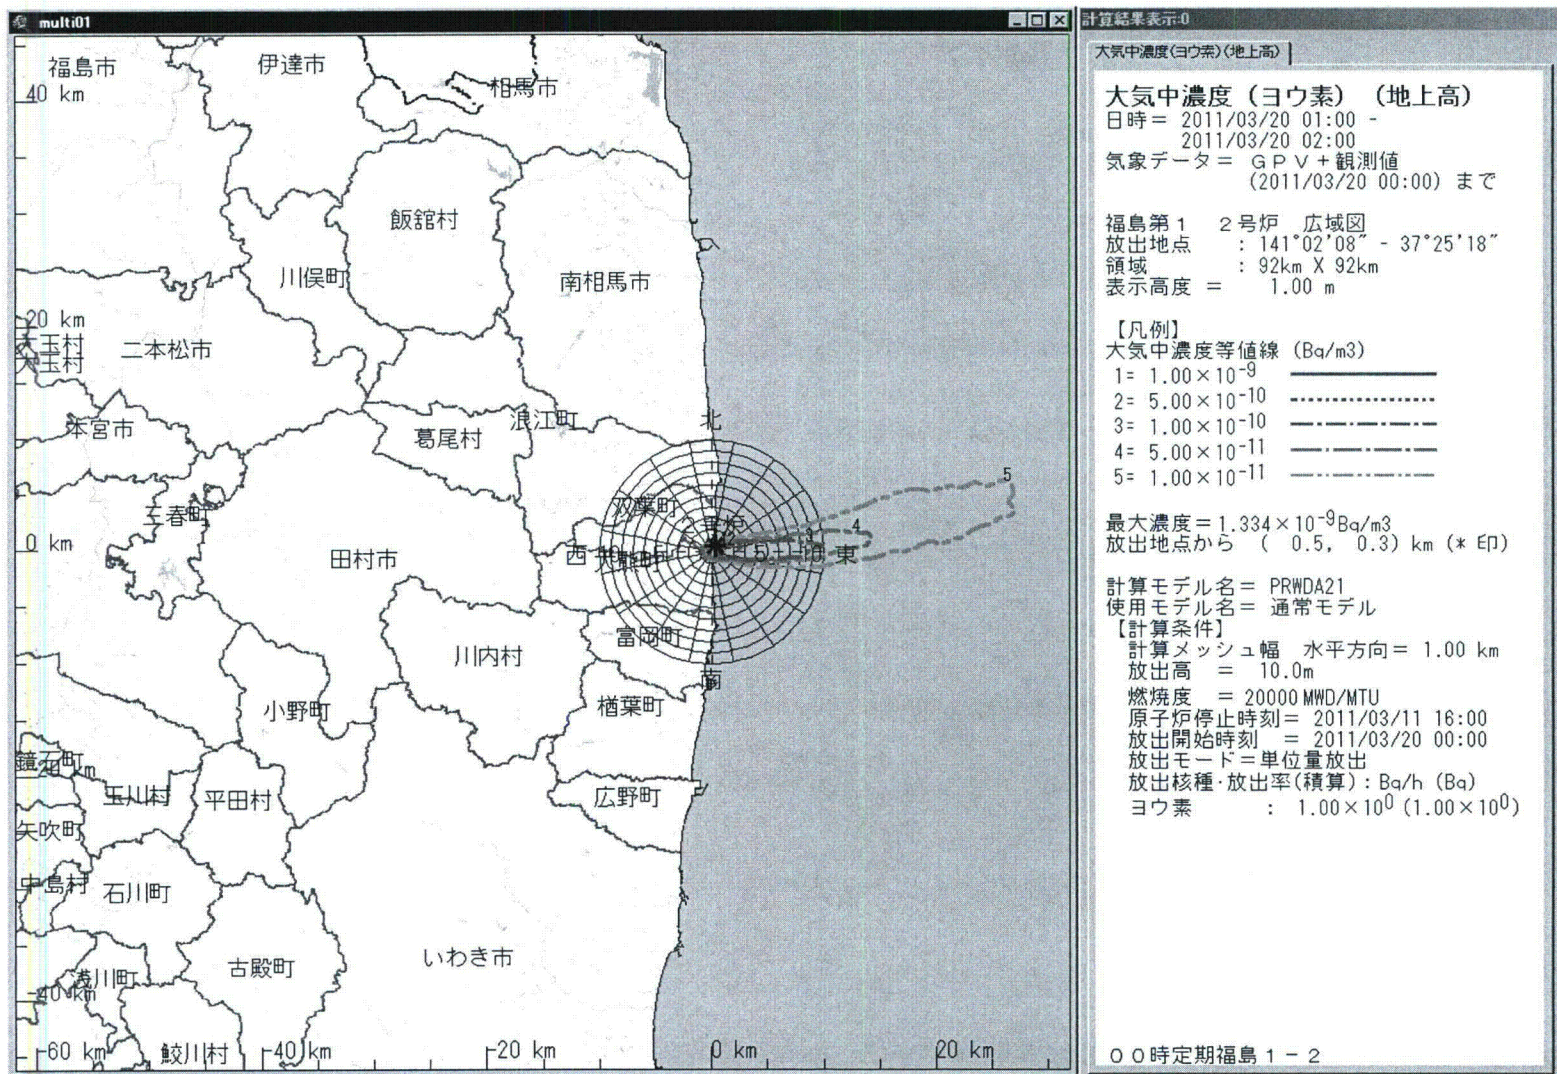 multi01
福島市
伊達市
相馬市
40 km
飯舘村
川俣町
南相馬市
20 km
大玉村
大玉村
二本松市
本宮市
葛尾村
浪江町
北
5
双葉町
三春町
4
0 km
田村市
西
大熊町
東
富岡町
川内村
南
小野町
楢葉町
鏡石町
玉川村
平田村
広野町
矢吹町
中島村
石川町
いわき市
古殿町
浅川町
-40 km
鮫川村
-60 km
-40 km
-20 km
0 km
20 km
計算結果表示:0
大気中濃度(ヨウ素)(地上高)
大気中濃度（ヨウ素）（地上高）
日時＝ 2011/03/20 01:00 -
2011/03/20 02:00
気象データ＝ ＧＰＶ＋観測値
(2011/03/20 00:00) まで
福島第１　２号炉　広域図
放出地点　　: 141°02'08" - 37°25'18"
領域　　　　: 92km X 92km
表示高度 ＝　　1.00 m
【凡例】
大気中濃度等値線 (Bq/m3)
1= 1.00×10⁻⁹
2= 5.00×10⁻¹⁰
3= 1.00×10⁻¹⁰
4= 5.00×10⁻¹¹
5= 1.00×10⁻¹¹
最大濃度＝1.334×10⁻⁹Bq/m3
放出地点から （ 0.5, 0.3) km (* 印)
計算モデル名＝ PRWDA21
使用モデル名＝ 通常モデル
【計算条件】
計算メッシュ幅　水平方向＝ 1.00 km
放出高　＝　10.0m
燃焼度　＝ 20000MWD/MTU
原子炉停止時刻＝ 2011/03/11 16:00
放出開始時刻　＝ 2011/03/20 00:00
放出モード＝単位量放出
放出核種・放出率(積算)：Bq/h (Bq)
ヨウ素　　　: 1.00×10⁰ (1.00×10⁰)
００時定期福島１－２